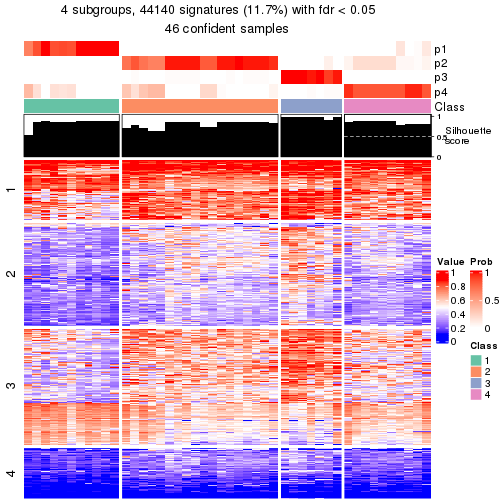 4 subgroups, 44140 signatures (11.7%) with fdr < 0.05
46 confident samples
p1
p2
p3
p4
Class
1
0.5
0
Silhouette
score
1
2
3
4
Value
1
0.8
0.6
0.4
0.2
0
Prob
1
0.5
0
Class
1
2
3
4